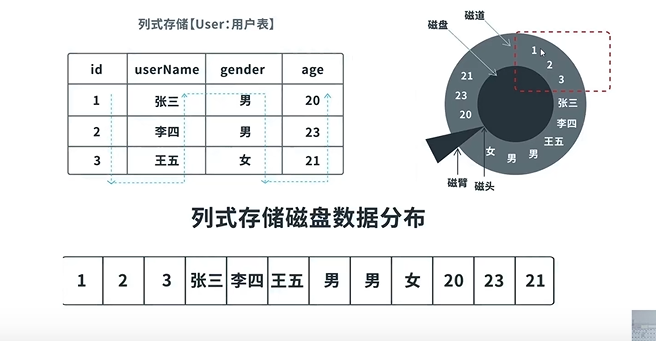 列式存储【User:用户表】
id userName gender age
1 张三 男 20
2 李四 男 23
3 王五 女 21
磁道
磁盘
1
2
3
张三
李四
王五
男
男
女
20
23
21
磁臂
磁头
列式存储磁盘数据分布
1 2 3 张三 李四 王五 男 男 女 20 23 21